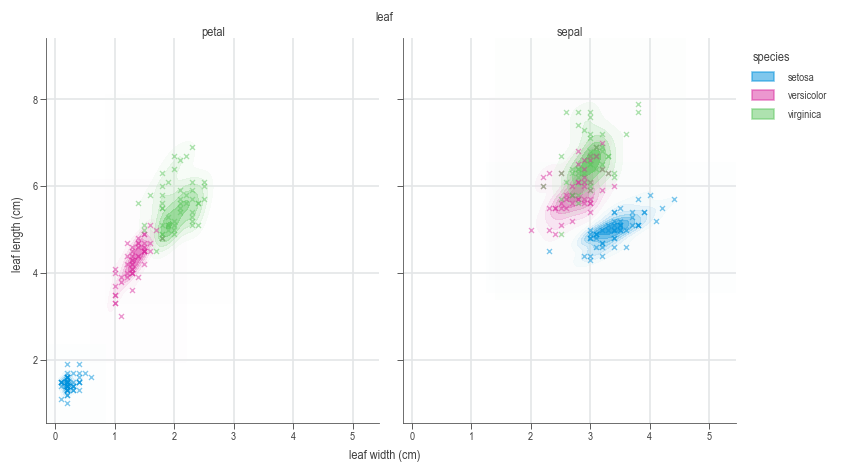 leaf
petal
sepal
species
setosa
versicolor
virginica
leaf length (cm)
8
6
4
2
0
1
2
3
4
5
0
1
2
3
4
5
leaf width (cm)